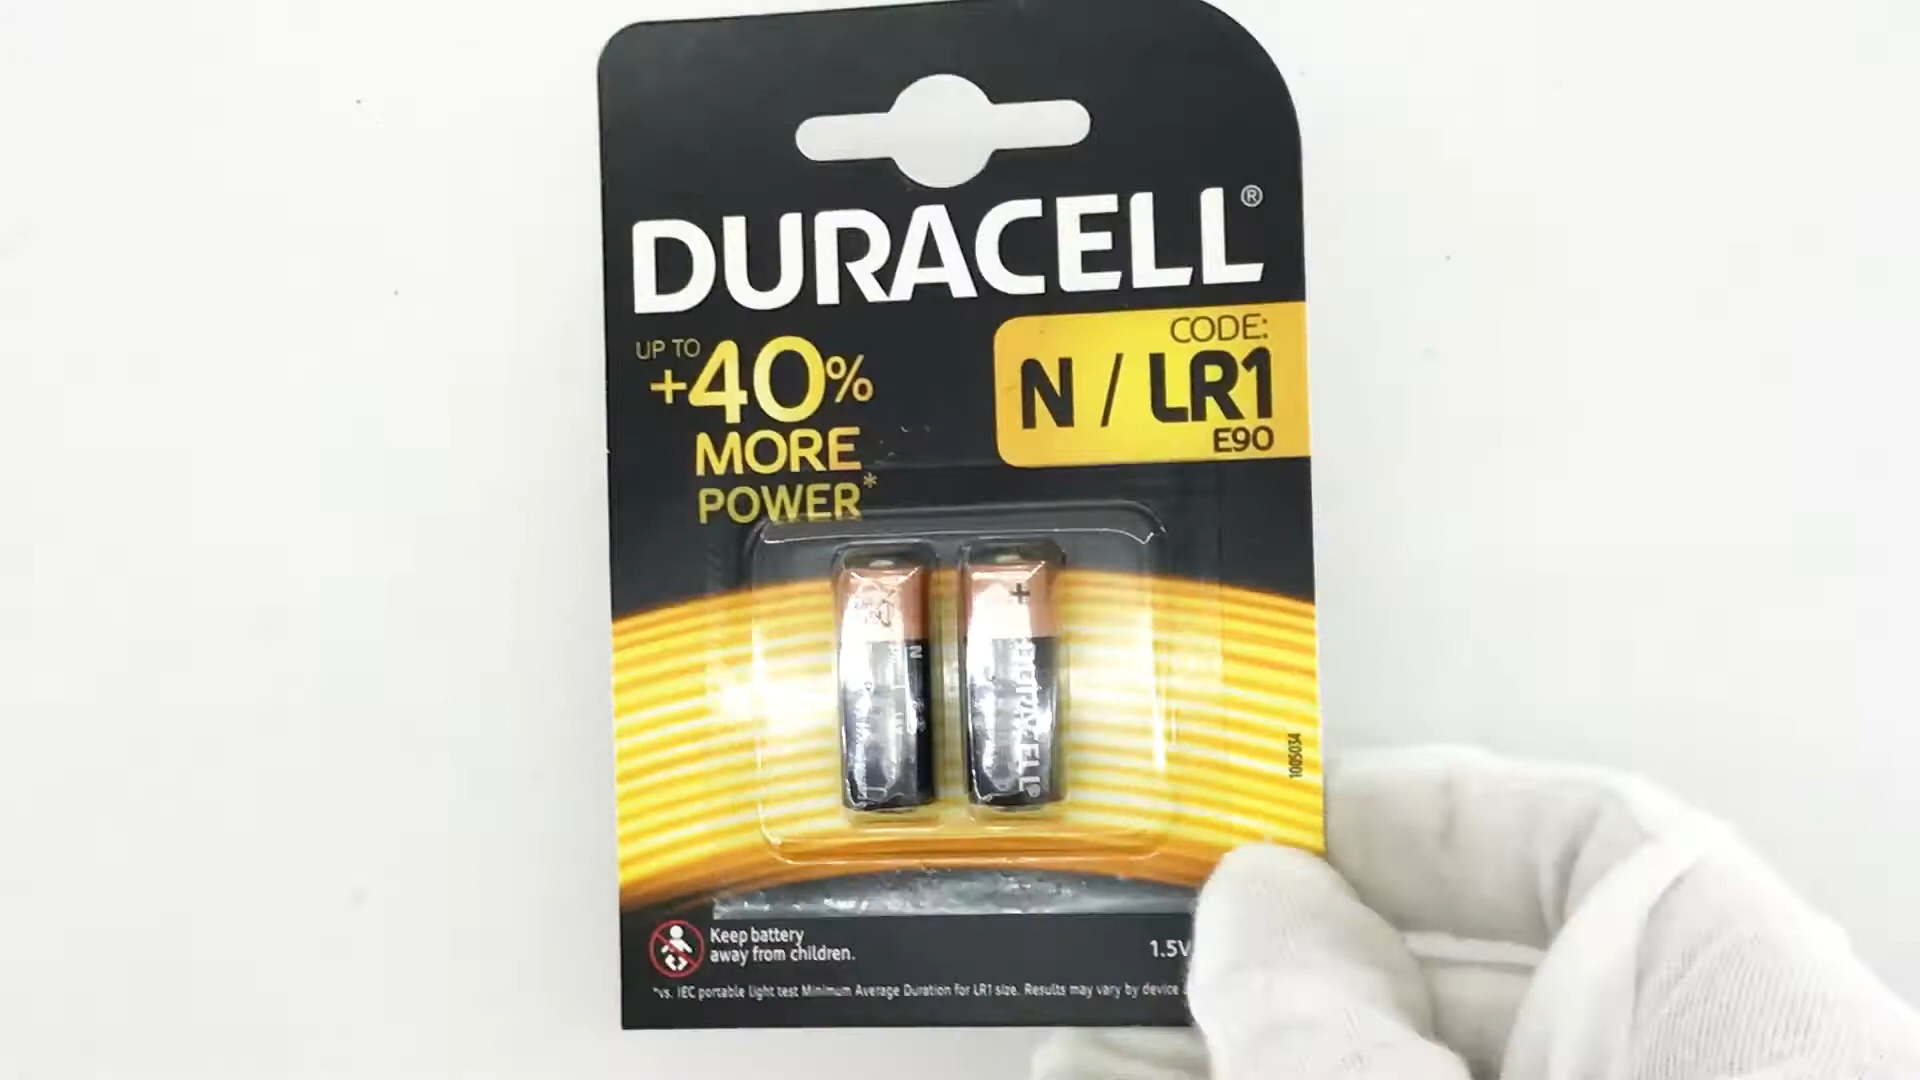 DURACELL®
UP TO
+40%
MORE
POWER*
CODE:
N / LR1
E90
+
N
DURACELL®
1005034
Keep battery
away from children.
1.5V
*vs. IEC portable light test Minimum Average Duration for LR1 size. Results may vary by device